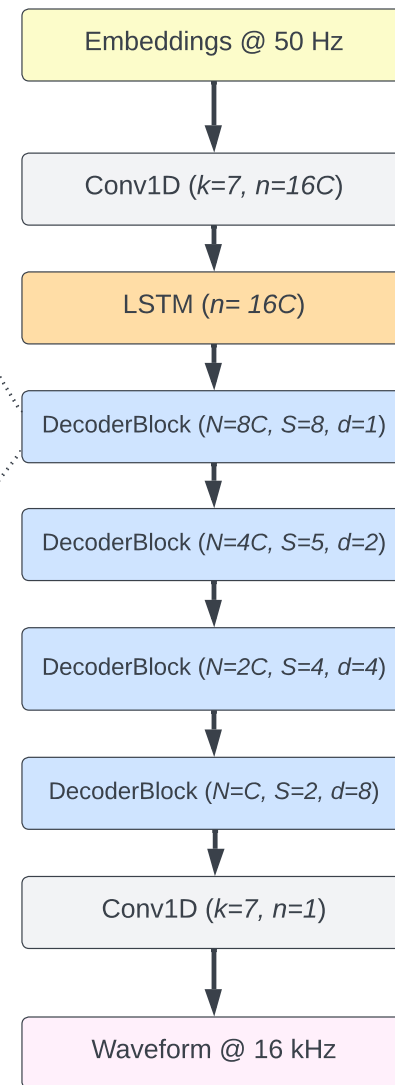 Embeddings @ 50 Hz
Conv1D (k=7, n=16C)
LSTM (n= 16C)
DecoderBlock (N=8C, S=8, d=1)
DecoderBlock (N=4C, S=5, d=2)
DecoderBlock (N=2C, S=4, d=4)
DecoderBlock (N=C, S=2, d=8)
Conv1D (k=7, n=1)
Waveform @ 16 kHz